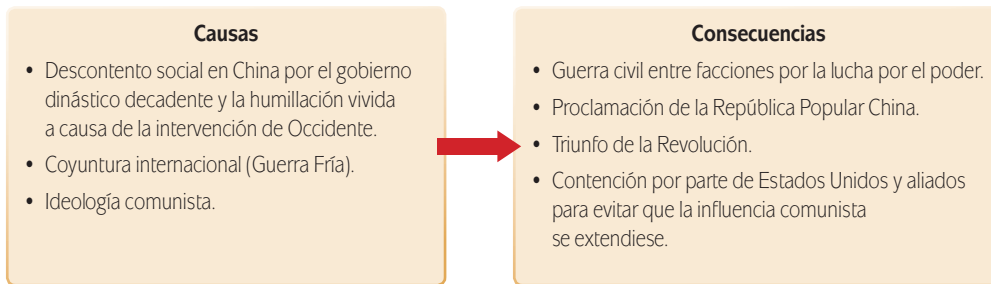 Causas
• Descontento social en China por el gobierno
dinástico decadente y la humillación vivida
a causa de la intervención de Occidente.
• Coyuntura internacional (Guerra Fría).
• Ideología comunista.
Consecuencias
• Guerra civil entre facciones por la lucha por el poder.
• Proclamación de la República Popular China.
• Triunfo de la Revolución.
• Contención por parte de Estados Unidos y aliados
para evitar que la influencia comunista
se extendiese.